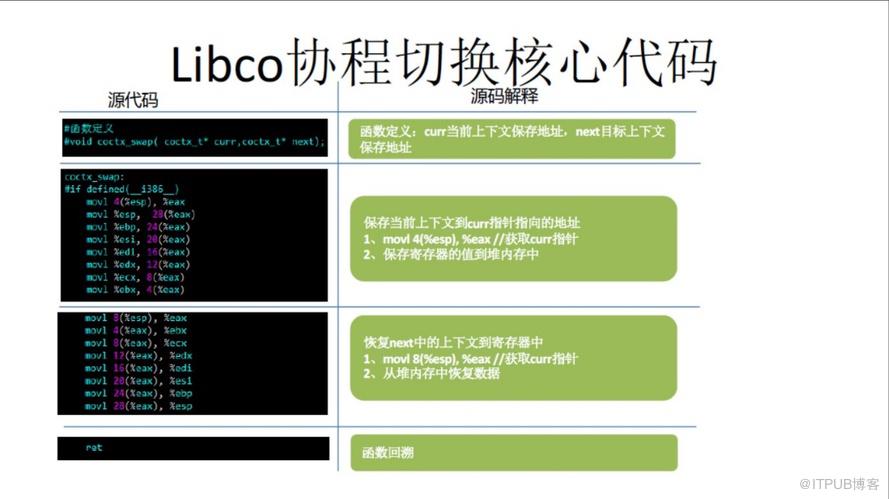 Libco协程切换核心代码
源代码
源码解释
#函数定义
#void coctx_swap( coctx_t* curr,coctx_t* next);
函数定义：curr当前上下文保存地址，next目标上下文
保存地址
coctx_swap:
#if defined(__i386__)
movl 4(%esp), %eax
movl %esp, 28(%eax)
movl %ebp, 24(%eax)
movl %esi, 20(%eax)
movl %edi, 16(%eax)
movl %edx, 12(%eax)
movl %ecx, 8(%eax)
movl %ebx, 4(%eax)
保存当前上下文到curr指针指向的地址
1、movl 4(%esp), %eax //获取curr指针
2、保存寄存器的值到堆内存中
movl 8(%esp), %eax
movl 4(%eax), %ebx
movl 8(%eax), %ecx
movl 12(%eax), %edx
movl 16(%eax), %edi
movl 20(%eax), %esi
movl 24(%eax), %ebp
movl 28(%eax), %esp
恢复next中的上下文到寄存器中
1、movl 8(%esp), %eax //获取curr指针
2、从堆内存中恢复数据
ret
函数回溯
@ITPUB博客